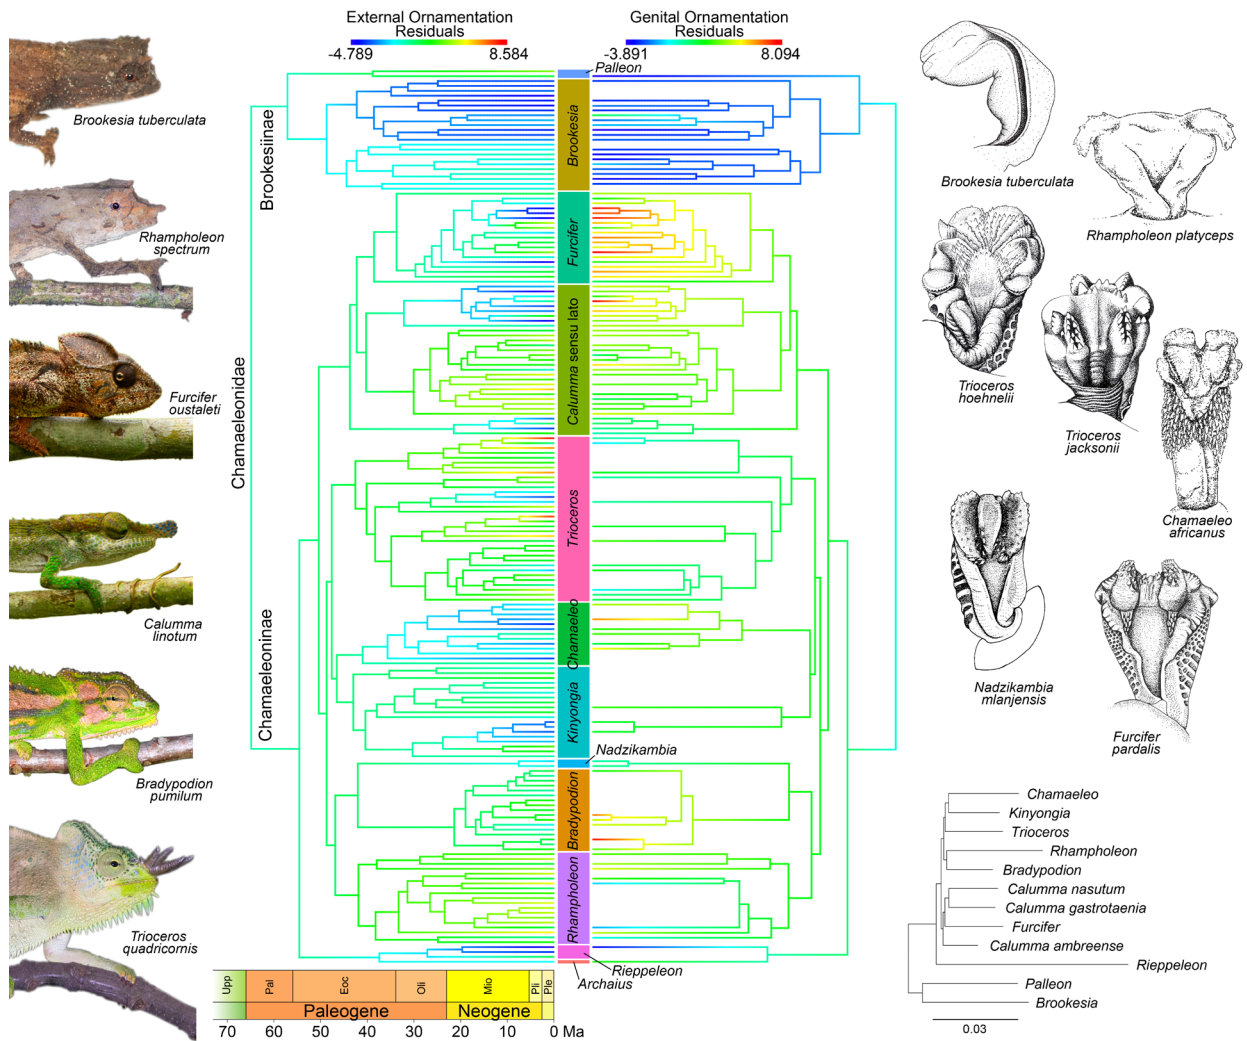 External Ornamentation
Residuals
-4.789
8.584
Genital Ornamentation
Residuals
-3.891
8.094
Brookesia tuberculata
Rhampholeon
spectrum
Furcifer
oustaleti
Calumma
linotum
Bradypodion
pumilum
Trioceros
quadricornis
Chamaeleonidae
Brookesiinae
Chamaeleoninae
Palleon
Brookesia
Furcifer
Calumma sensu lato
Trioceros
Chamaeleo
Kinyongia
Nadzikambia
Bradypodion
Rhampholeon
Rieppeleon
Archaius
Upp
Pal
Eoc
Oli
Mio
Pli
Ple
Paleogene
Neogene
70
60
50
40
30
20
10
0 Ma
Brookesia tuberculata
Rhampholeon platyceps
Trioceros
hoehnelii
Trioceros
jacksonii
Chamaeleo
africanus
Nadzikambia
mlanjensis
Furcifer
pardalis
Chamaeleo
Kinyongia
Trioceros
Rhampholeon
Bradypodion
Calumma nasutum
Calumma gastrotaenia
Furcifer
Calumma ambreense
Rieppeleon
Palleon
Brookesia
0.03